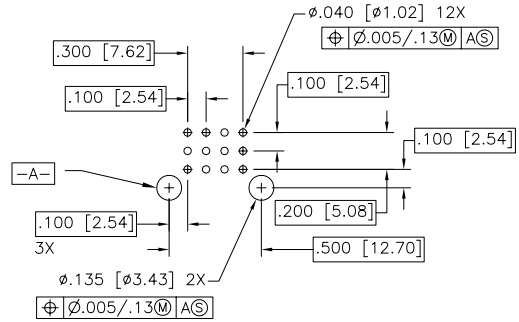 ø.040 [ø1.02] 12X
⌖ Ø.005/.13Ⓜ AⓈ
.300 [7.62]
.100 [2.54]
.100 [2.54]
.100 [2.54]
-A-
.100 [2.54]
3X
.200 [5.08]
.500 [12.70]
ø.135 [ø3.43] 2X
⌖ Ø.005/.13Ⓜ AⓈ